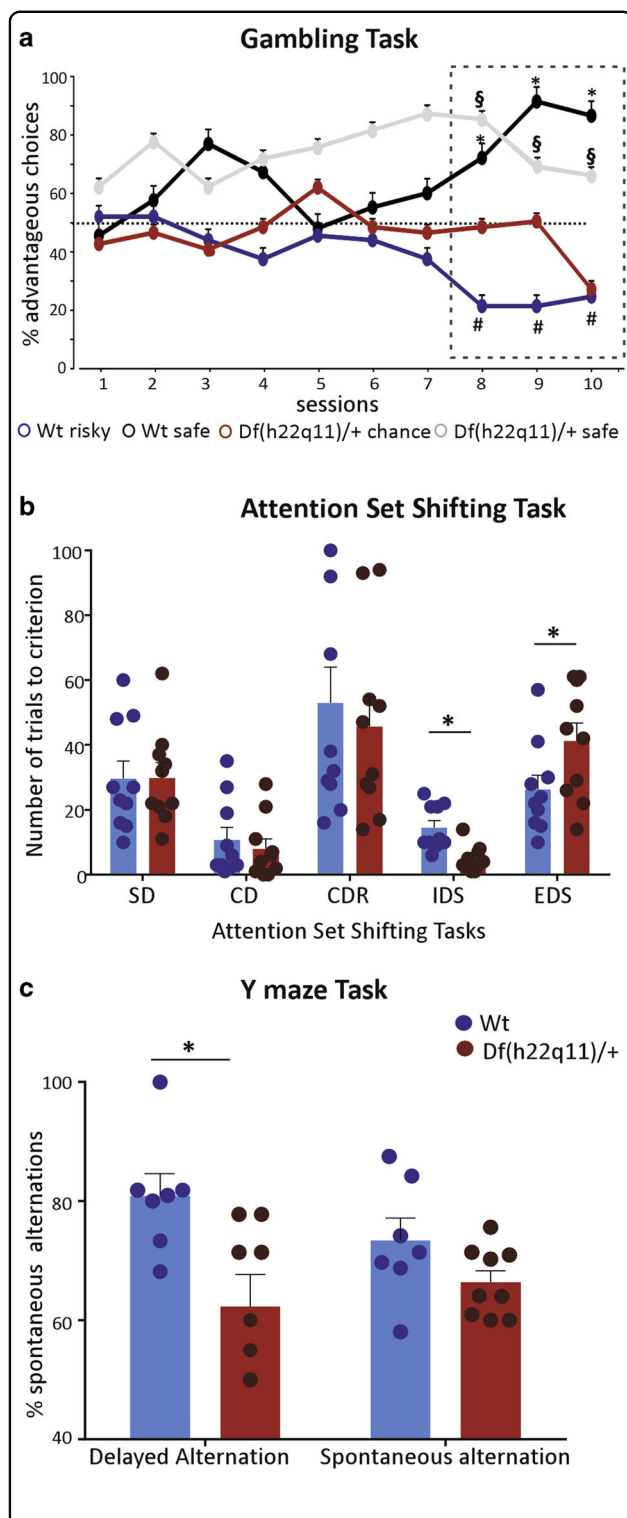 a
Gambling Task
% advantageous choices
100
80
60
40
20
0
§
*
*
*
§
§
#
#
#
1 2 3 4 5 6 7 8 9 10
sessions
Wt risky Wt safe Df(h22q11)/+ chance Df(h22q11)/+ safe
b
Attention Set Shifting Task
Number of trials to criterion
100
80
60
40
20
0
*
*
SD CD CDR IDS EDS
Attention Set Shifting Tasks
c
Y maze Task
Wt
Df(h22q11)/+
% spontaneous alternations
100
80
60
40
*
Delayed Alternation Spontaneous alternation